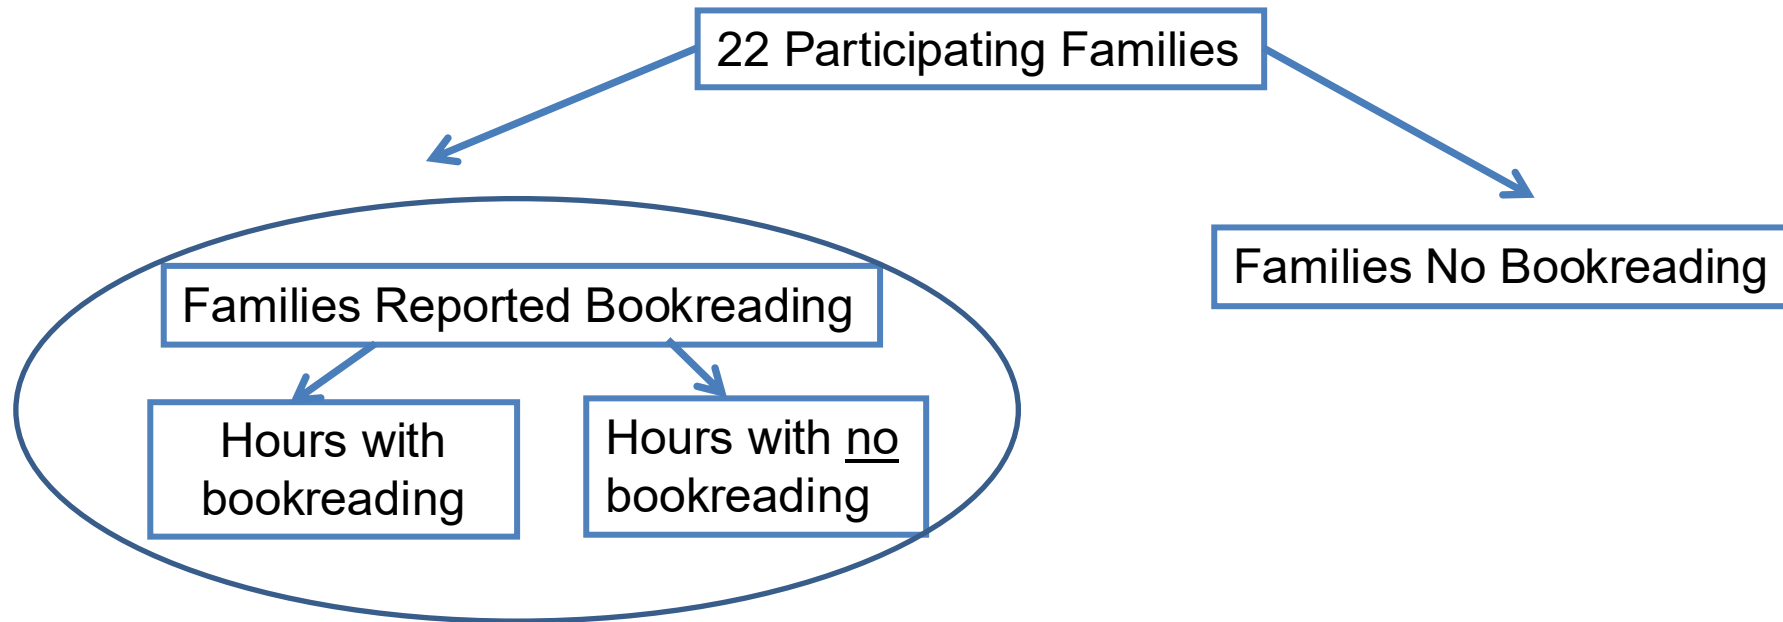 22 Participating Families
Families No Bookreading
Families Reported Bookreading
Hours with
bookreading
Hours with no
bookreading